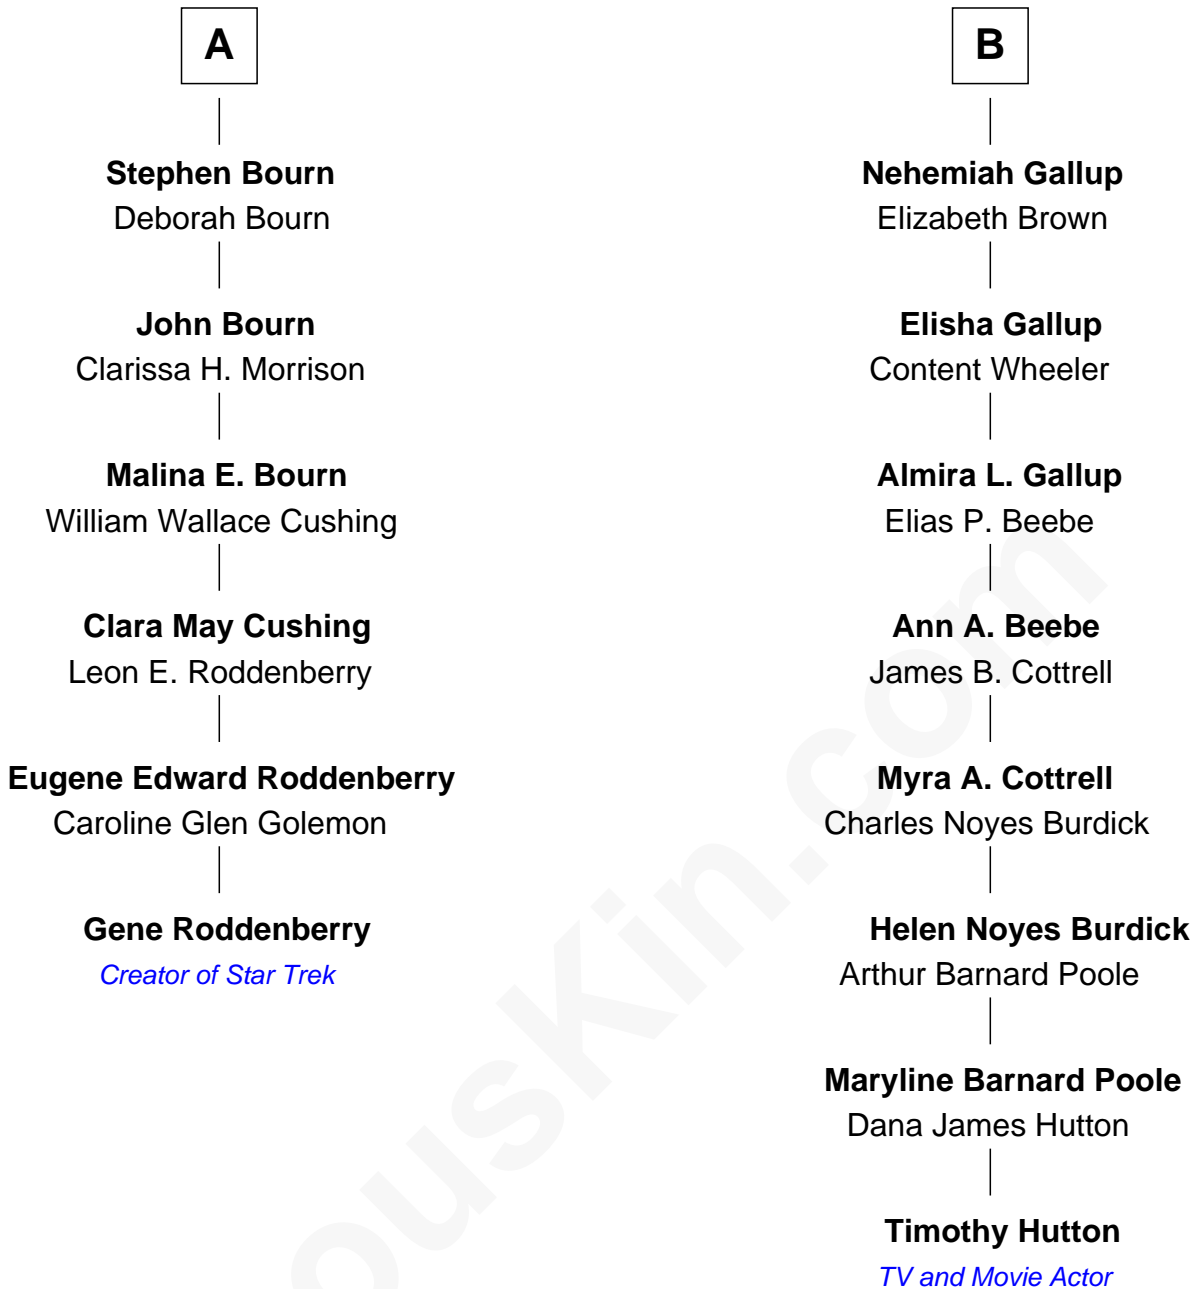 A
Stephen Bourn
Deborah Bourn
John Bourn
Clarissa H. Morrison
Malina E. Bourn
William Wallace Cushing
Clara May Cushing
Leon E. Roddenberry
Eugene Edward Roddenberry
Caroline Glen Golemon
Gene Roddenberry
Creator of Star Trek
B
Nehemiah Gallup
Elizabeth Brown
Elisha Gallup
Content Wheeler
Almira L. Gallup
Elias P. Beebe
Ann A. Beebe
James B. Cottrell
Myra A. Cottrell
Charles Noyes Burdick
Helen Noyes Burdick
Arthur Barnard Poole
Maryline Barnard Poole
Dana James Hutton
Timothy Hutton
TV and Movie Actor
ousKin.com